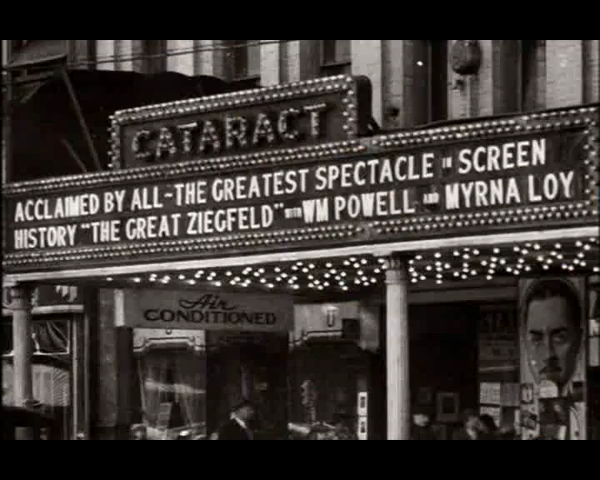 CATARACT
ACCLAIMED BY ALL-THE GREATEST SPECTACLE IN SCREEN
HISTORY "THE GREAT ZIEGFELD" WITH WM POWELL AND MYRNA LOY
Air
CONDITIONED